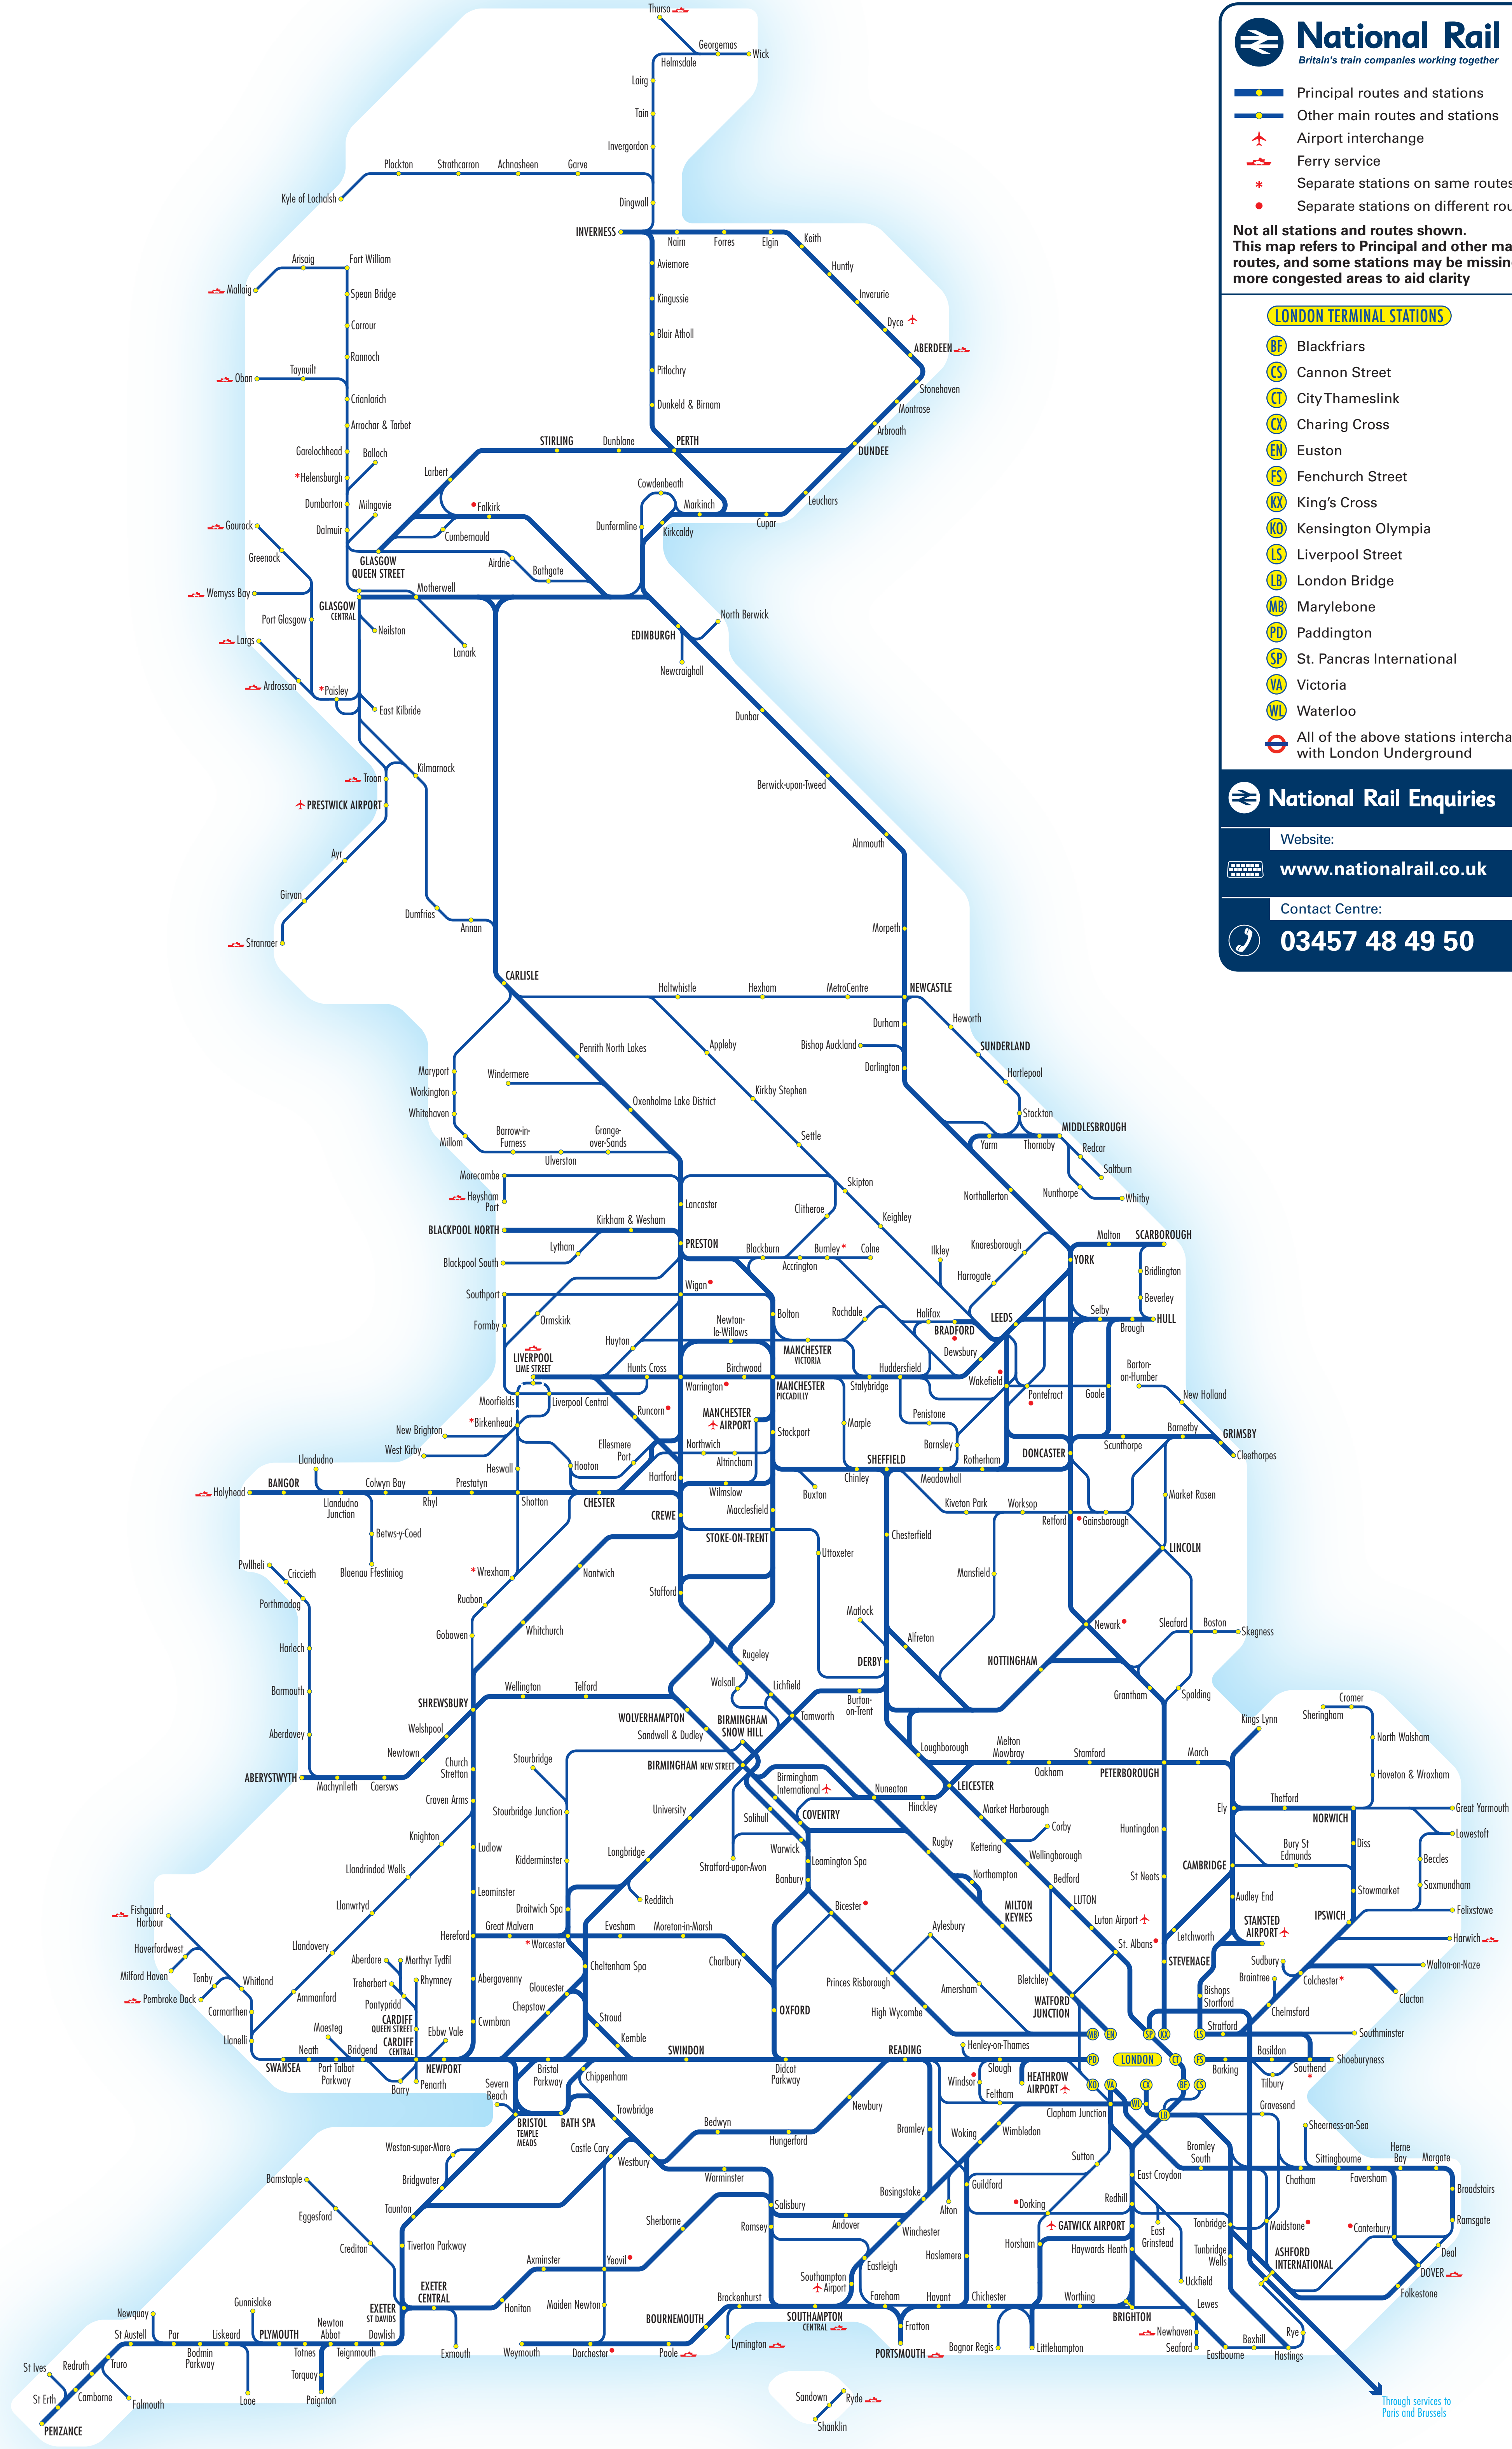 Thurso
Georgemas
Wick
Helmsdale
Lairg
Tain
Invergordon
Plockton
Strathcarron
Achnasheen
Garve
Kyle of Lochalsh
Dingwall
INVERNESS
Nairn
Forres
Elgin
Keith
Huntly
Inverurie
Dyce
ABERDEEN
Stonehaven
Montrose
Arbroath
DUNDEE
Leuchars
Cupar
Aviemore
Kingussie
Blair Atholl
Pitlochry
Dunkeld & Birnam
PERTH
Dunblane
STIRLING
Larbert
Arisaig
Fort William
Mallaig
Spean Bridge
Corrour
Rannoch
Oban
Taynuilt
Crianlarich
Arrochar & Tarbet
Garelochhead
Balloch
*Helensburgh
Dumbarton
Milngavie
Dalmuir
Gourock
Greenock
Wemyss Bay
Port Glasgow
Largs
Ardrossan
*Paisley
GLASGOW
QUEEN STREET
GLASGOW
CENTRAL
Falkirk
Cumbernauld
Airdrie
Bathgate
Motherwell
Neilston
Lanark
East Kilbride
Cowdenbeath
Markinch
Dunfermline
Kirkcaldy
EDINBURGH
North Berwick
Newcraighall
Dunbar
Berwick-upon-Tweed
Alnmouth
Morpeth
Troon
Kilmarnock
PRESTWICK AIRPORT
Ayr
Girvan
Stranraer
Dumfries
Annan
CARLISLE
Haltwhistle
Hexham
MetroCentre
NEWCASTLE
Heworth
SUNDERLAND
Hartlepool
Stockton
MIDDLESBROUGH
Durham
Bishop Auckland
Darlington
Yarm
Thornaby
Redcar
Saltburn
Nunthorpe
Whitby
Northallerton
Penrith North Lakes
Appleby
Kirkby Stephen
Settle
Skipton
Keighley
Maryport
Workington
Whitehaven
Millom
Windermere
Oxenholme Lake District
Barrow-in-
Furness
Grange-
over-Sands
Ulverston
Morecambe
Heysham
Port
Lancaster
Clitheroe
BLACKPOOL NORTH
Kirkham & Wesham
PRESTON
Lytham
Blackpool South
Blackburn
Burnley*
Colne
Accrington
Ilkley
Knaresborough
Harrogate
YORK
Malton
SCARBOROUGH
Bridlington
Beverley
HULL
Selby
Brough
Southport
Wigan
Ormskirk
Formby
Bolton
Rochdale
Halifax
BRADFORD
LEEDS
Huyton
Newton-
le-Willows
MANCHESTER
VICTORIA
Dewsbury
LIVERPOOL
LIME STREET
Hunts Cross
Birchwood
Warrington
MANCHESTER
PICCADILLY
Stalybridge
Huddersfield
Wakefield
Pontefract
Goole
Barton-
on-Humber
New Holland
Moorfields
Liverpool Central
Runcorn
MANCHESTER
AIRPORT
Stockport
Marple
Penistone
Barnsley
Barnetby
GRIMSBY
Cleethorpes
Scunthorpe
*Birkenhead
New Brighton
West Kirby
Ellesmere
Port
Northwich
Altrincham
Heswall
Hooton
Hartford
Wilmslow
Buxton
Chinley
SHEFFIELD
Meadowhall
Rotherham
DONCASTER
Llandudno
BANGOR
Colwyn Bay
Prestatyn
Holyhead
Llandudno
Junction
Rhyl
Shotton
CHESTER
CREWE
Macclesfield
Kiveton Park
Worksop
Retford
Gainsborough
Market Rasen
Betws-y-Coed
Blaenau Ffestiniog
STOKE-ON-TRENT
Uttoxeter
Chesterfield
LINCOLN
Pwllheli
Criccieth
Porthmadog
Harlech
Barmouth
Aberdovey
*Wrexham
Ruabon
Gobowen
Nantwich
Stafford
Whitchurch
Mansfield
Matlock
Alfreton
Newark
Sleaford
Boston
Skegness
DERBY
NOTTINGHAM
Grantham
Spalding
Rugeley
Walsall
Lichfield
Burton-
on-Trent
SHREWSBURY
Wellington
Telford
WOLVERHAMPTON
Sandwell & Dudley
BIRMINGHAM
SNOW HILL
Tamworth
Welshpool
Newtown
Church
Stretton
Stourbridge
BIRMINGHAM NEW STREET
Loughborough
Melton
Mowbray
Stamford
Oakham
PETERBOROUGH
March
Kings Lynn
Cromer
Sheringham
North Walsham
Hoveton & Wroxham
ABERYSTWYTH
Machynlleth
Caersws
Craven Arms
Stourbridge Junction
University
Birmingham
International
Solihull
COVENTRY
Nuneaton
Hinckley
LEICESTER
Market Harborough
Corby
Kettering
Wellingborough
Huntingdon
Ely
Thetford
NORWICH
Great Yarmouth
Lowestoft
Beccles
Diss
Knighton
Ludlow
Kidderminster
Longbridge
Warwick
Stratford-upon-Avon
Leamington Spa
Banbury
Rugby
Northampton
Bedford
St Neots
CAMBRIDGE
Bury St
Edmunds
Stowmarket
Saxmundham
Llandrindod Wells
Leominster
Droitwich Spa
Redditch
Bicester
MILTON
KEYNES
LUTON
Luton Airport
Audley End
STANSTED
AIRPORT
IPSWICH
Felixstowe
Harwich
Fishguard
Harbour
Llanwrtyd
Hereford
Great Malvern
*Worcester
Evesham
Moreton-in-Marsh
Charlbury
Aylesbury
St. Albans
Letchworth
STEVENAGE
Sudbury
Braintree
Colchester*
Walton-on-Naze
Clacton
Haverfordwest
Milford Haven
Tenby
Whitland
Pembroke Dock
Carmarthen
Llandovery
Ammanford
Aberdare
Merthyr Tydfil
Treherbert
Rhymney
Pontypridd
Abergavenny
Cheltenham Spa
Gloucester
Princes Risborough
Amersham
Bletchley
High Wycombe
WATFORD
JUNCTION
Bishops
Stortford
Chelmsford
Llanelli
Maesteg
CARDIFF
QUEEN STREET
CARDIFF
CENTRAL
Ebbw Vale
Cwmbran
Chepstow
Stroud
Kemble
OXFORD
MB
EN
SP
KX
LS
Stratford
Southminster
SWANSEA
Neath
Port Talbot
Parkway
Bridgend
Barry
Penarth
NEWPORT
Bristol
Parkway
SWINDON
Didcot
Parkway
READING
Henley-on-Thames
Slough
Windsor
HEATHROW
AIRPORT
PD
LONDON
CT
FS
Barking
Basildon
Southend
*
Shoeburyness
Tilbury
Severn
Beach
Chippenham
Feltham
KO
VA
CX
BF
CS
WL
LB
Clapham Junction
Gravesend
Sheerness-on-Sea
BRISTOL
TEMPLE
MEADS
BATH SPA
Trowbridge
Newbury
Bedwyn
Hungerford
Bramley
Woking
Wimbledon
Sutton
East Croydon
Bromley
South
Chatham
Sittingbourne
Faversham
Herne
Bay
Margate
Broadstairs
Ramsgate
Weston-super-Mare
Bridgwater
Castle Cary
Westbury
Warminster
Basingstoke
Alton
Guildford
Dorking
Redhill
Barnstaple
Eggesford
Crediton
Taunton
Tiverton Parkway
Sherborne
Salisbury
Romsey
Andover
Winchester
Haslemere
Horsham
GATWICK AIRPORT
Haywards Heath
East
Grinstead
Tonbridge
Tunbridge
Wells
Maidstone
ASHFORD
INTERNATIONAL
Canterbury
Deal
DOVER
Folkestone
Axminster
Yeovil
Eastleigh
Southampton
Airport
Uckfield
EXETER
CENTRAL
EXETER
ST DAVIDS
Honiton
Maiden Newton
Brockenhurst
BOURNEMOUTH
SOUTHAMPTON
CENTRAL
Fareham
Havant
Chichester
Worthing
BRIGHTON
Lewes
Newquay
Gunnislake
Newton
Abbot
Fratton
Newhaven
Seaford
Bexhill
Rye
St Austell
Par
Bodmin
Parkway
Liskeard
PLYMOUTH
Totnes
Teignmouth
Dawlish
Exmouth
Weymouth
Dorchester
Poole
Lymington
PORTSMOUTH
Bognor Regis
Littlehampton
Eastbourne
Hastings
St Ives
Redruth
Truro
St Erth
Camborne
Falmouth
Looe
Torquay
Paignton
PENZANCE
Sandown
Ryde
Shanklin
Through services to
Paris and Brussels
National Rail
Britain's train companies working together
Principal routes and stations
Other main routes and stations
Airport interchange
Ferry service
* Separate stations on same routes
Separate stations on different rou
Not all stations and routes shown.
This map refers to Principal and other ma
routes, and some stations may be missin
more congested areas to aid clarity
LONDON TERMINAL STATIONS
BF Blackfriars
CS Cannon Street
CT City Thameslink
CX Charing Cross
EN Euston
FS Fenchurch Street
KX King's Cross
KO Kensington Olympia
LS Liverpool Street
LB London Bridge
MB Marylebone
PD Paddington
SP St. Pancras International
VA Victoria
WL Waterloo
All of the above stations intercha
with London Underground
National Rail Enquiries
Website:
www.nationalrail.co.uk
Contact Centre:
03457 48 49 50